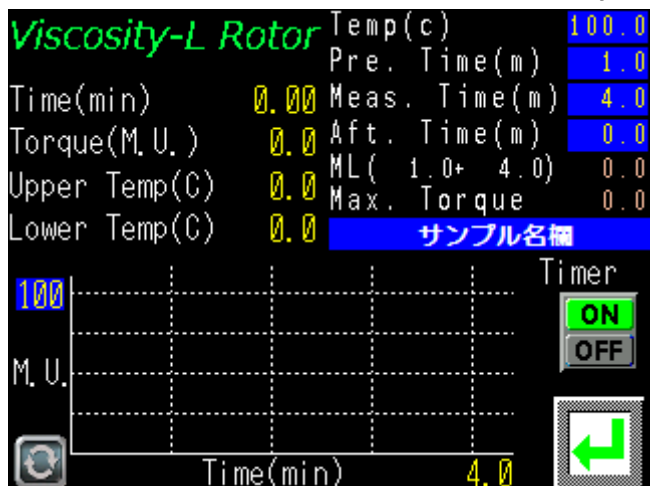 Viscosity-L Rotor
Time(min) 0.00
Torque(M.U.) 0.0
Upper Temp(C) 0.0
Lower Temp(C) 0.0
Temp(c) 100.0
Pre. Time(m) 1.0
Meas. Time(m) 4.0
Aft. Time(m) 0.0
ML( 1.0+ 4.0) 0.0
Max. Torque 0.0
サンプル名欄
100
M.U.
Time(min) 4.0
Timer
ON
OFF